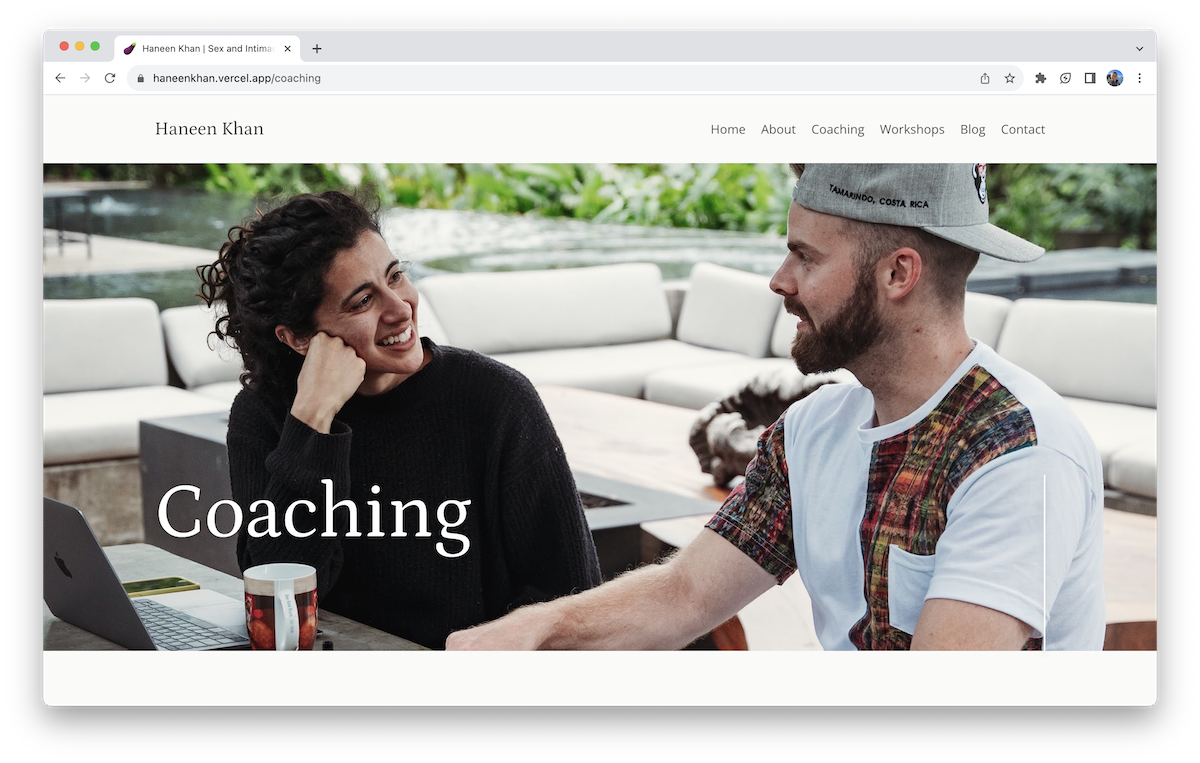 Haneen Khan | Sex and Intima
haneenkhan.vercel.app/coaching
Haneen Khan
Home About Coaching Workshops Blog Contact
TAMARINDO, COSTA RICA
Coaching